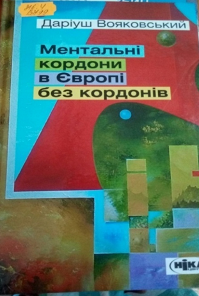 Даріуш Вояковський
Ментальні
кордони
в Європі
без кордонів
НІКА